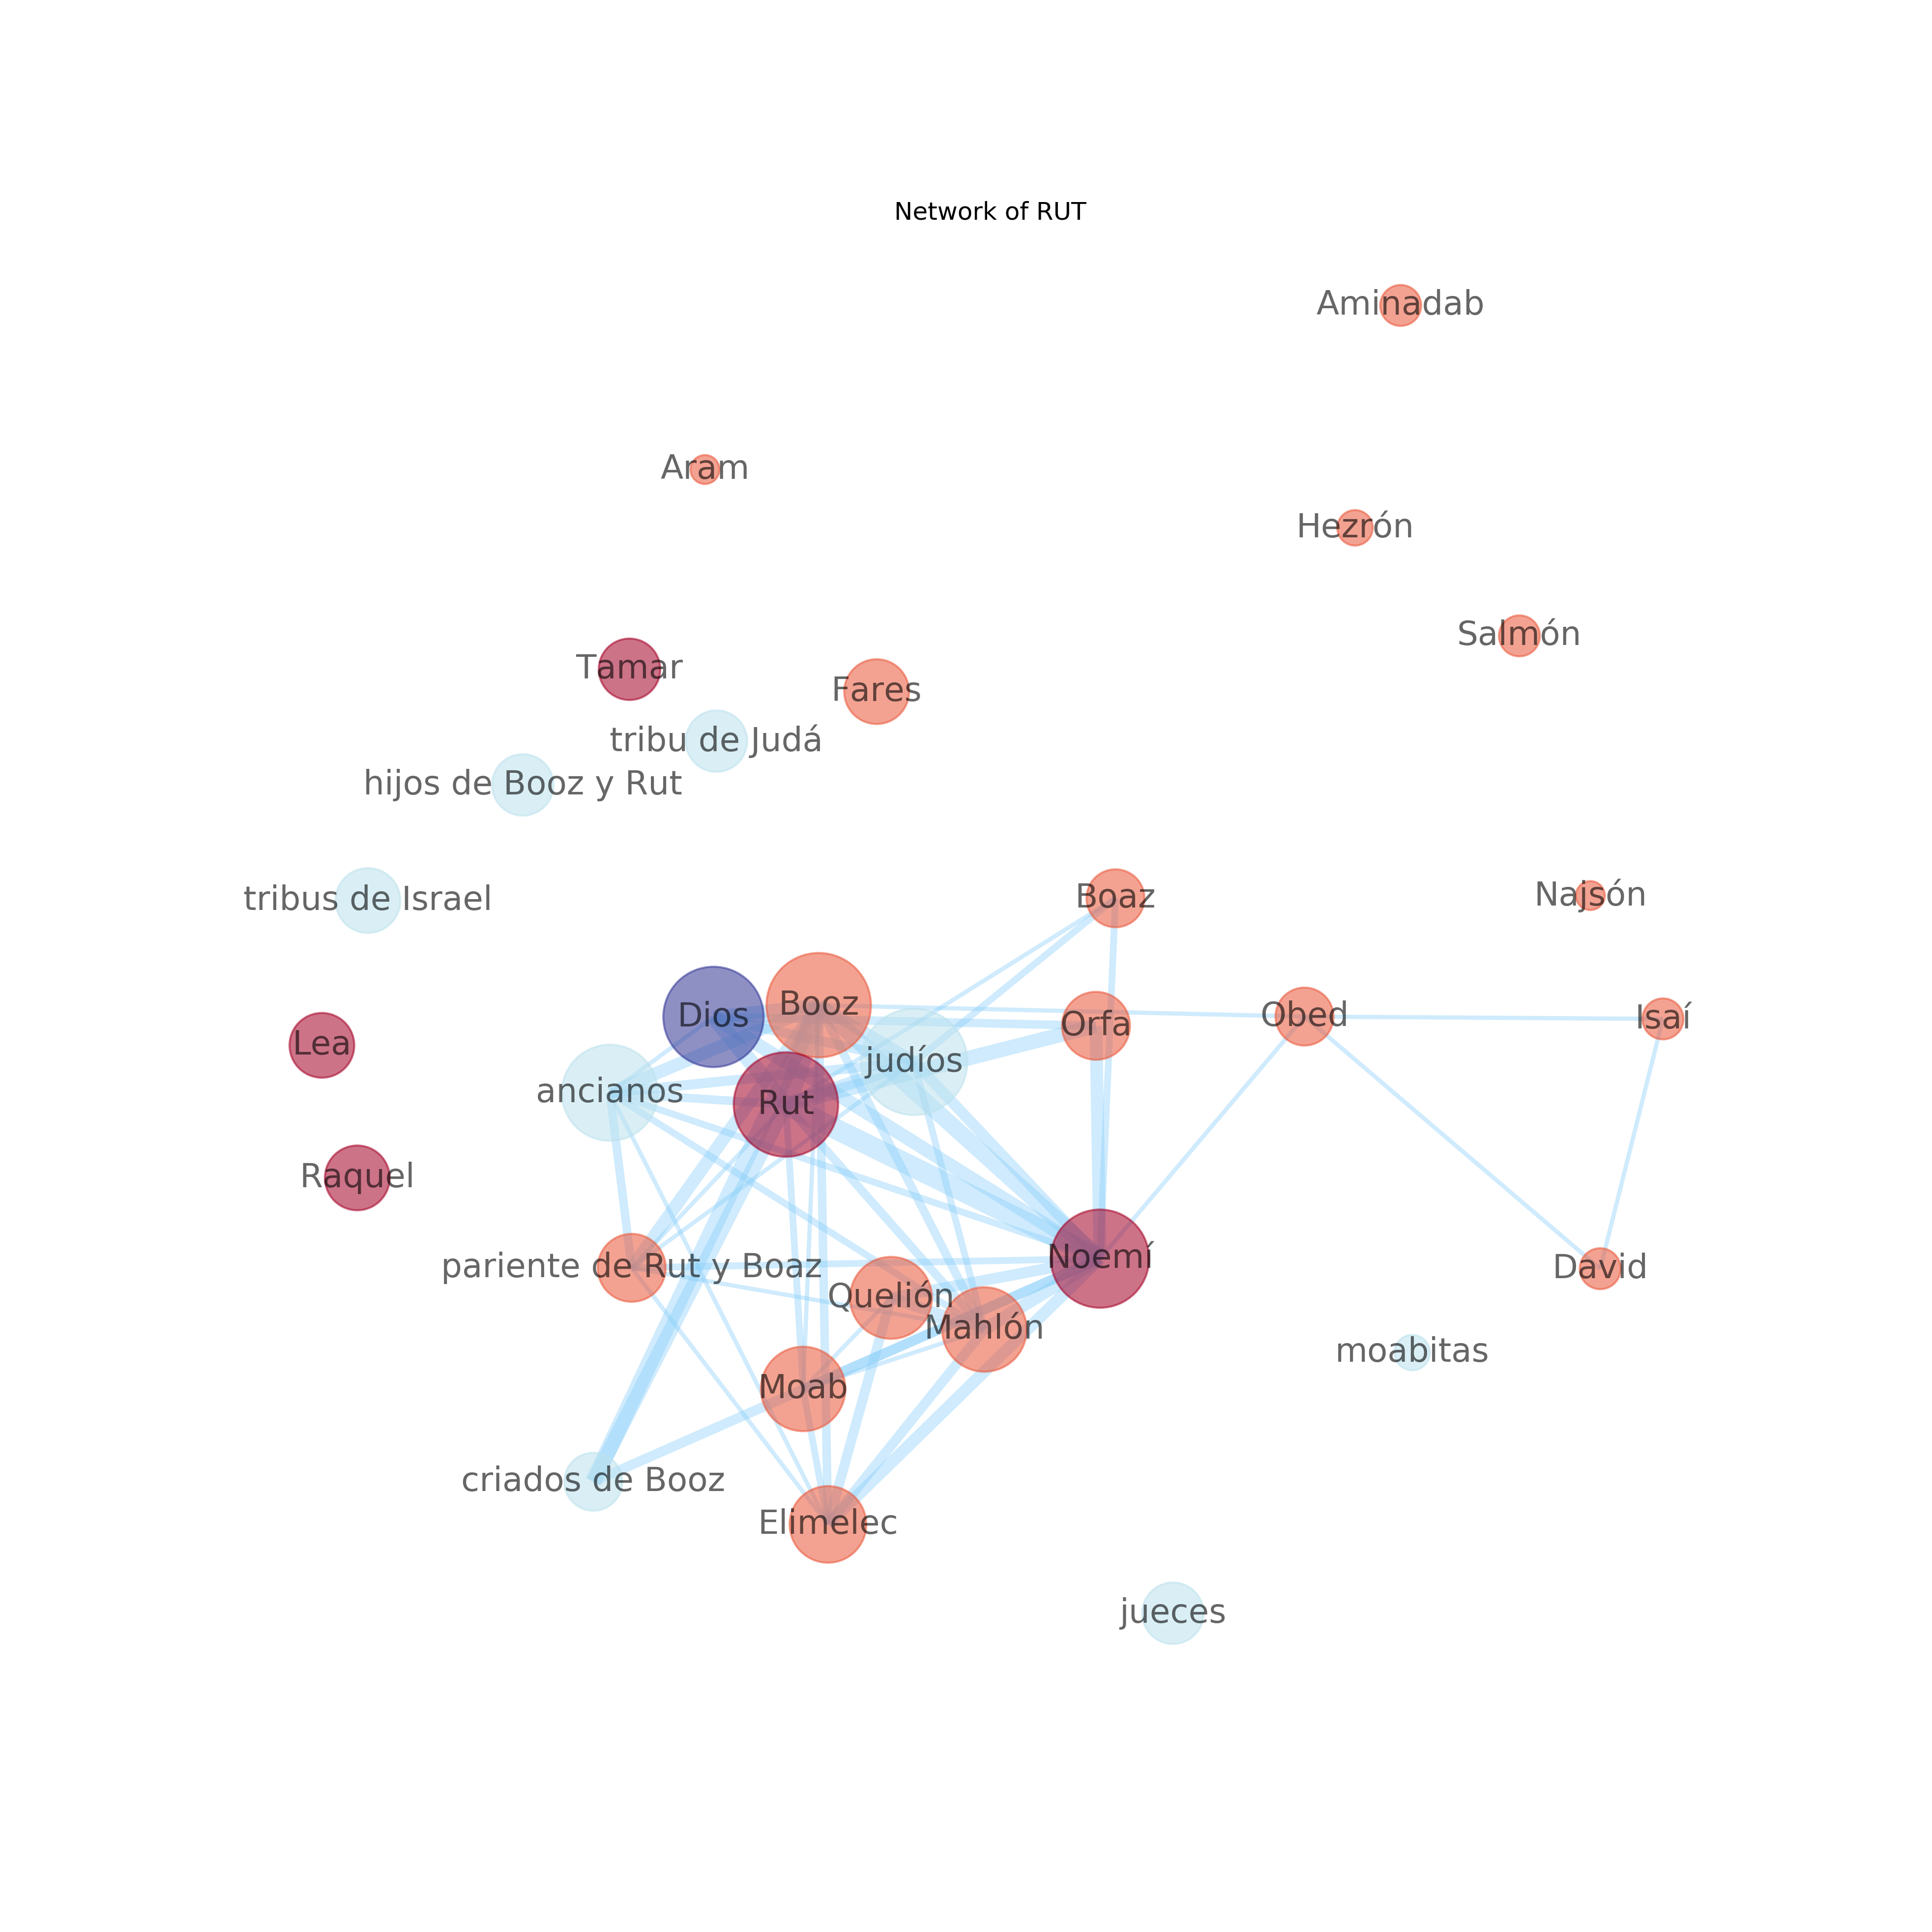 Network of RUT
Aminadab
Aram
Hezrón
Salmón
Tamar
Fares
tribu de Judá
hijos de Booz y Rut
tribus de Israel
Boaz
Najsón
Dios
Booz
Orfa
Obed
Isaí
Lea
judíos
ancianos
Rut
Raquel
pariente de Rut y Boaz
Noemí
David
Quelión
Mahlón
moabitas
Moab
criados de Booz
Elimelec
jueces